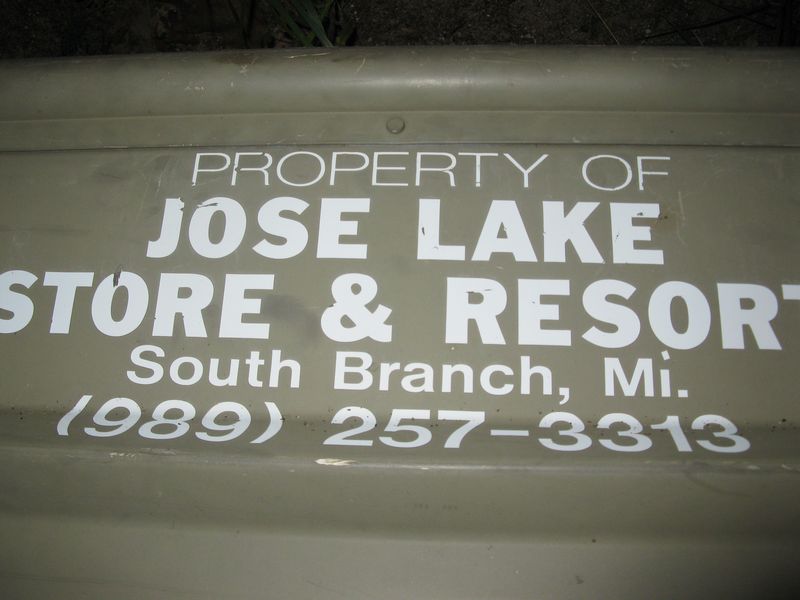 PROPERTY OF
JOSE LAKE
STORE & RESORT
South Branch, Mi.
(989) 257-3313